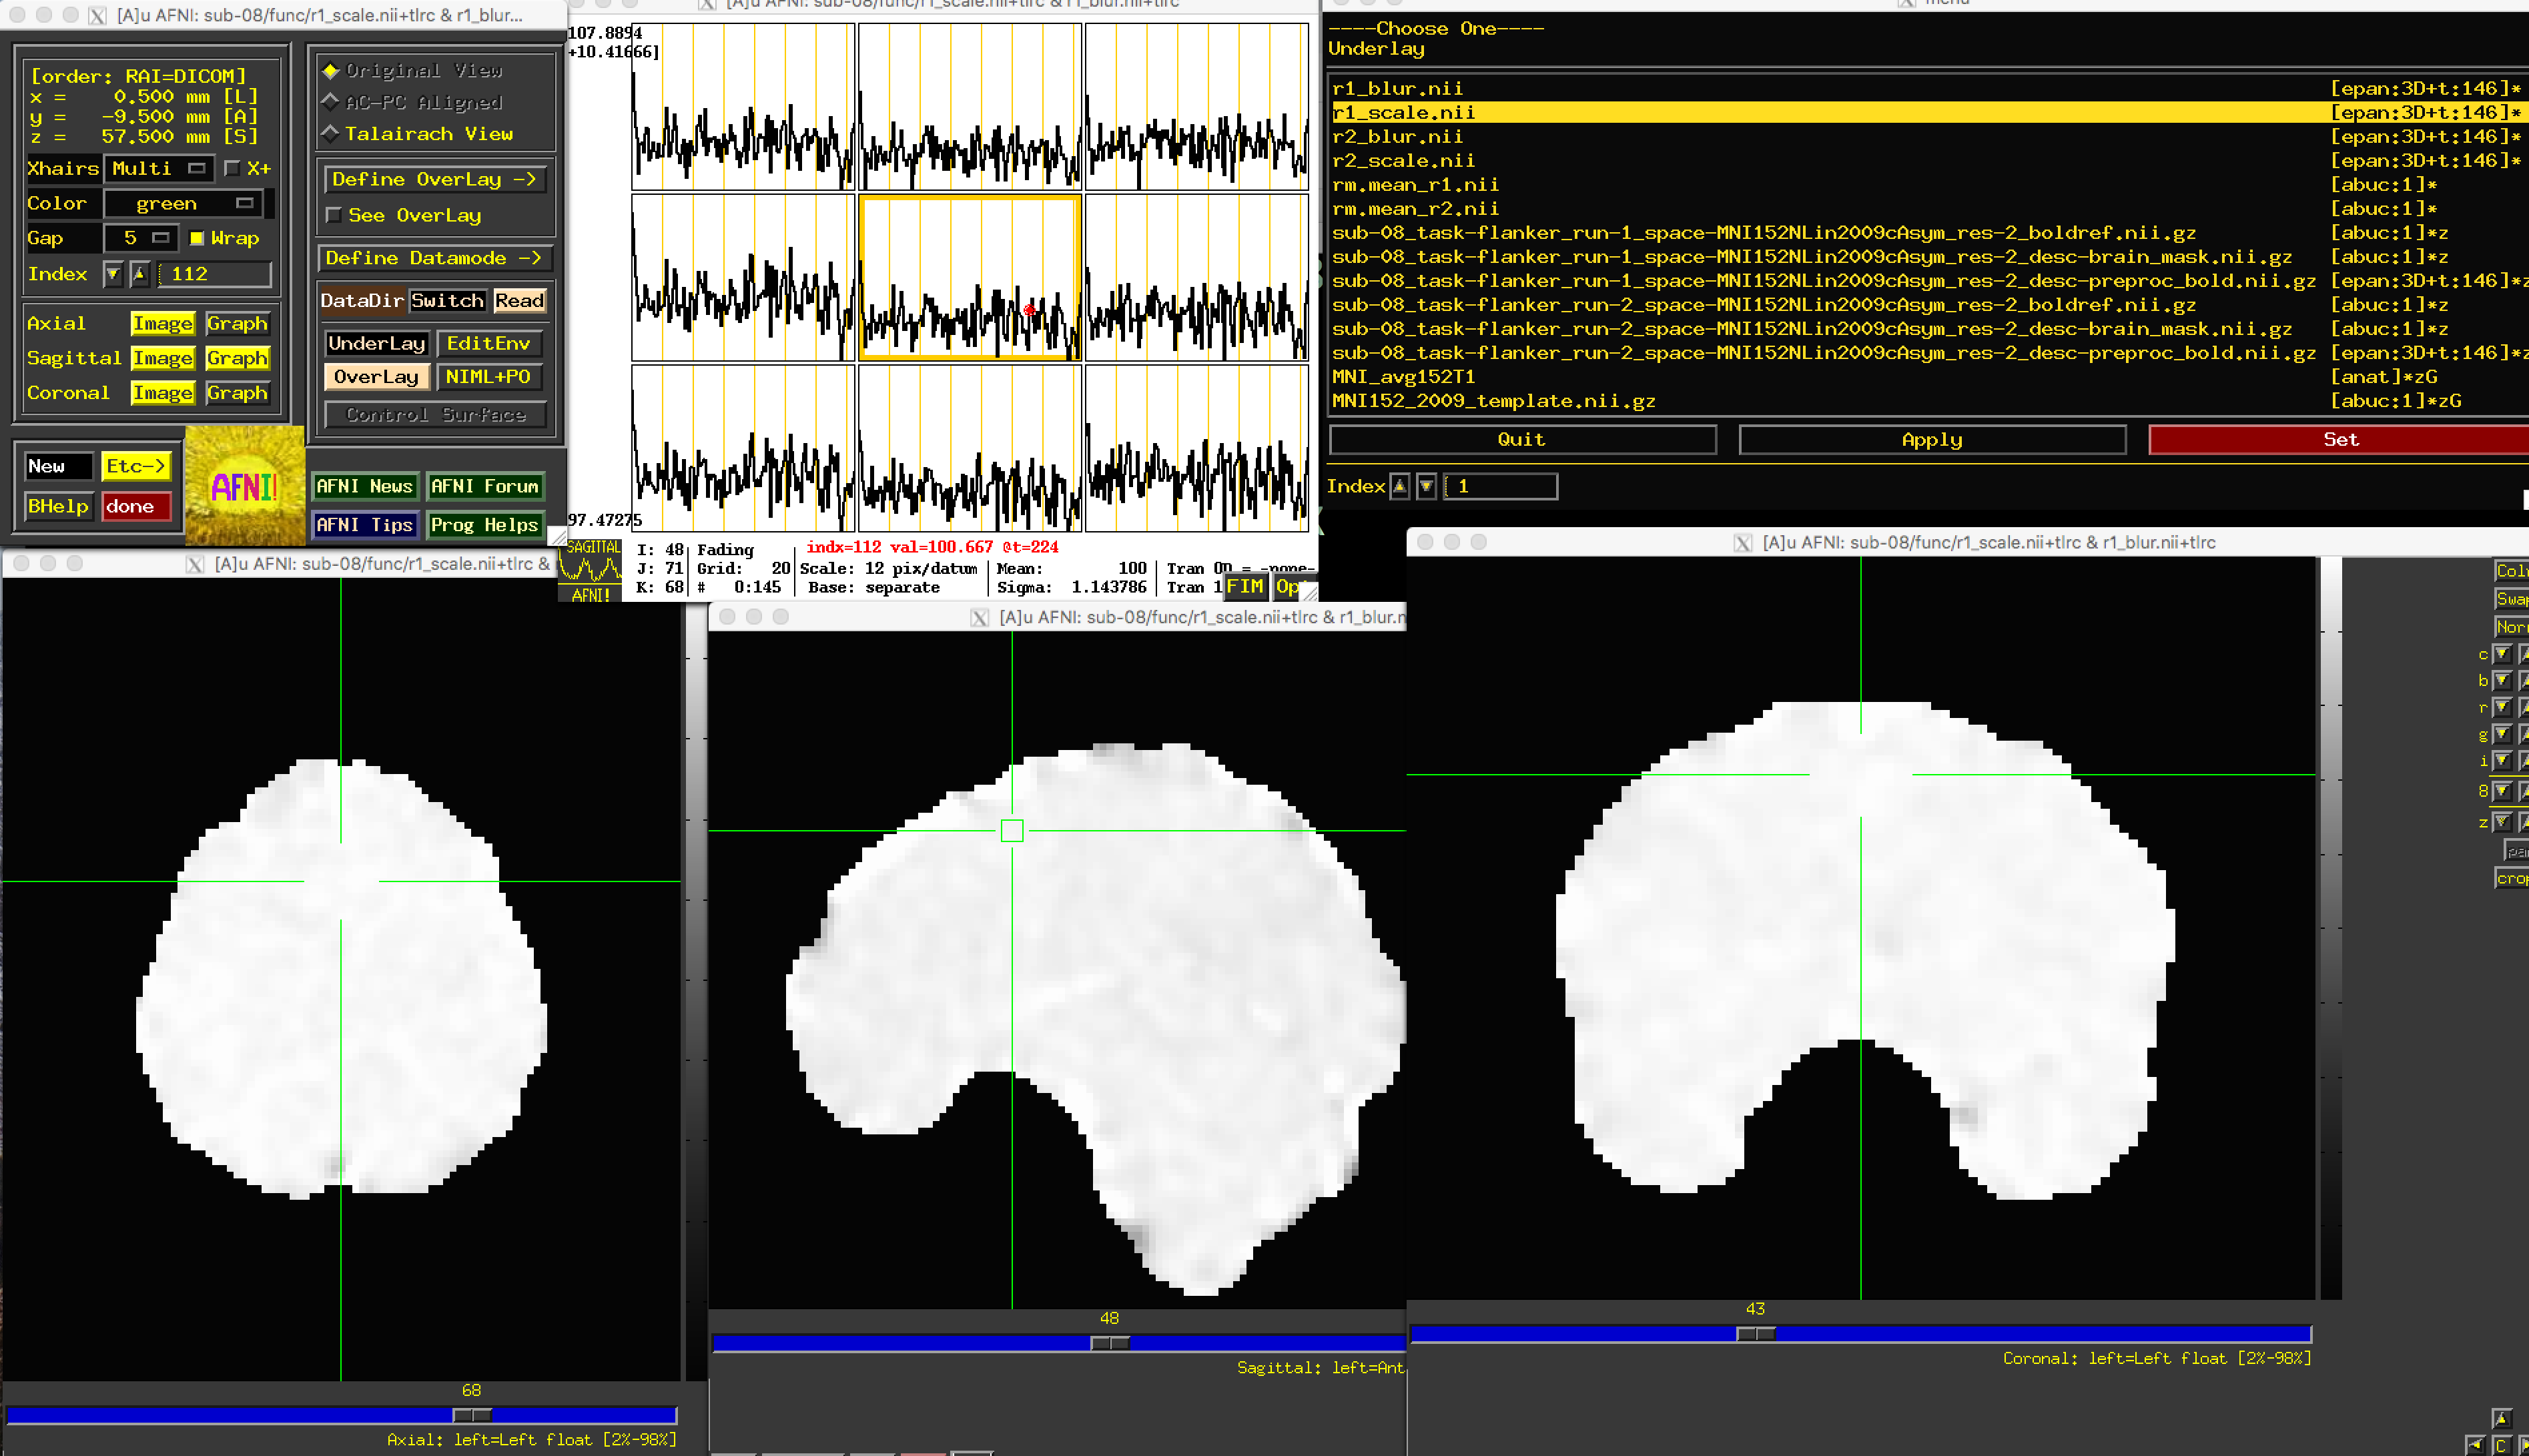 [A]u AFNI: sub-08/func/r1_scale.nii+tlrc & r1_blur...
[order: RAI=DICOM]
x = 0.500 mm [L]
y = -9.500 mm [A]
z = 57.500 mm [S]
Xhairs Multi X+
Color green
Gap 5 Wrap
Index 112
Axial Image Graph
Sagittal Image Graph
Coronal Image Graph
New Etc->
BHelp done
AFNI!
Original View
AC-PC Aligned
Talairach View
Define OverLay ->
See OverLay
Define Datamode ->
DataDir Switch Read
UnderLay EditEnv
OverLay NIML+PO
Control Surface
AFNI News AFNI Forum
AFNI Tips Prog Helps
[A]u AFNI: sub-08/func/r1_scale.nii+tlrc & r1_blur.nii+tlrc
107.8894
+10.41666]
97.47275
SAGITTAL
AFNI!
indx=112 val=100.667 @t=224
I: 48 Fading
J: 71 Grid: 20 Scale: 12 pix/datum Mean: 100 Tran 0D = -none-
K: 68 # 0:145 Base: separate Sigma: 1.143786 Tran 1
FIM Op
menu
----Choose One----
Underlay
r1_blur.nii [epan:3D+t:146]*
r1_scale.nii [epan:3D+t:146]*
r2_blur.nii [epan:3D+t:146]*
r2_scale.nii [epan:3D+t:146]*
rm.mean_r1.nii [abuc:1]*
rm.mean_r2.nii [abuc:1]*
sub-08_task-flanker_run-1_space-MNI152NLin2009cAsym_res-2_boldref.nii.gz [abuc:1]*z
sub-08_task-flanker_run-1_space-MNI152NLin2009cAsym_res-2_desc-brain_mask.nii.gz [abuc:1]*z
sub-08_task-flanker_run-1_space-MNI152NLin2009cAsym_res-2_desc-preproc_bold.nii.gz [epan:3D+t:146]*z
sub-08_task-flanker_run-2_space-MNI152NLin2009cAsym_res-2_boldref.nii.gz [abuc:1]*z
sub-08_task-flanker_run-2_space-MNI152NLin2009cAsym_res-2_desc-brain_mask.nii.gz [abuc:1]*z
sub-08_task-flanker_run-2_space-MNI152NLin2009cAsym_res-2_desc-preproc_bold.nii.gz [epan:3D+t:146]*z
MNI_avg152T1 [anat]*zG
MNI152_2009_template.nii.gz [abuc:1]*zG
Quit Apply Set
Index 1
[A]u AFNI: sub-08/func/r1_scale.nii+tlrc &
68
Axial: left=Left float [2%-98%]
[A]u AFNI: sub-08/func/r1_scale.nii+tlrc & r1_blur.n
48
Sagittal: left=Ant
[A]u AFNI: sub-08/func/r1_scale.nii+tlrc & r1_blur.nii+tlrc
Swap
Nor
c
b
r
g
i
8
z
pa
crop
43
Coronal: left=Left float [2%-98%]
C